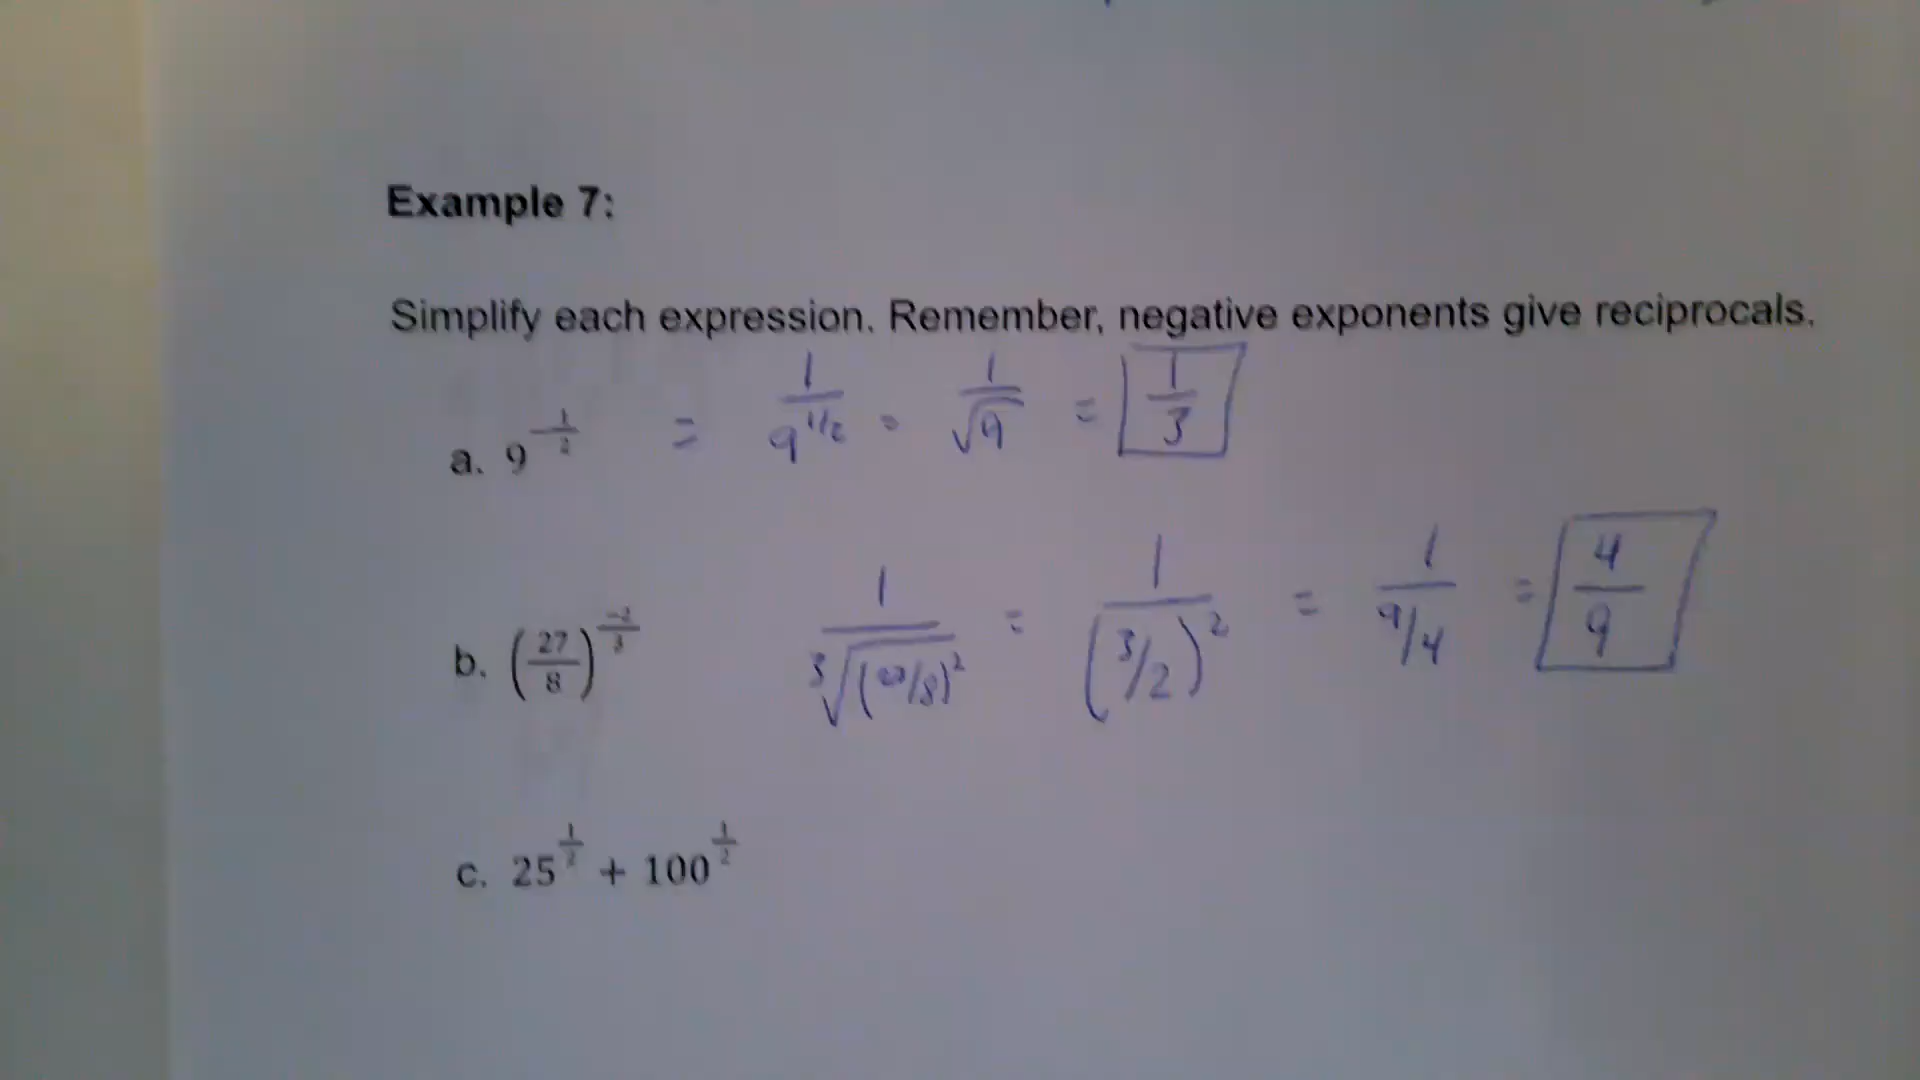 Example 7:
Simplify each expression. Remember, negative exponents give reciprocals.
a. 9^(-1/2) = 1/9^(1/2) = 1/√9 = 1/3
b. (27/8)^(-2/3) 1/∛((27/8)^2) = 1/(3/2)^2 = 1/(9/4) = 4/9
c. 25^(1/2) + 100^(1/2)